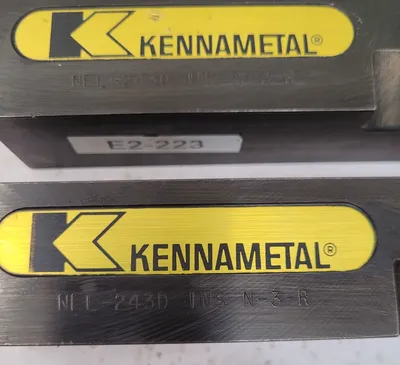 KENNAMETAL®
E2-223
KENNAMETAL®
NEL-243D INS N-3 R